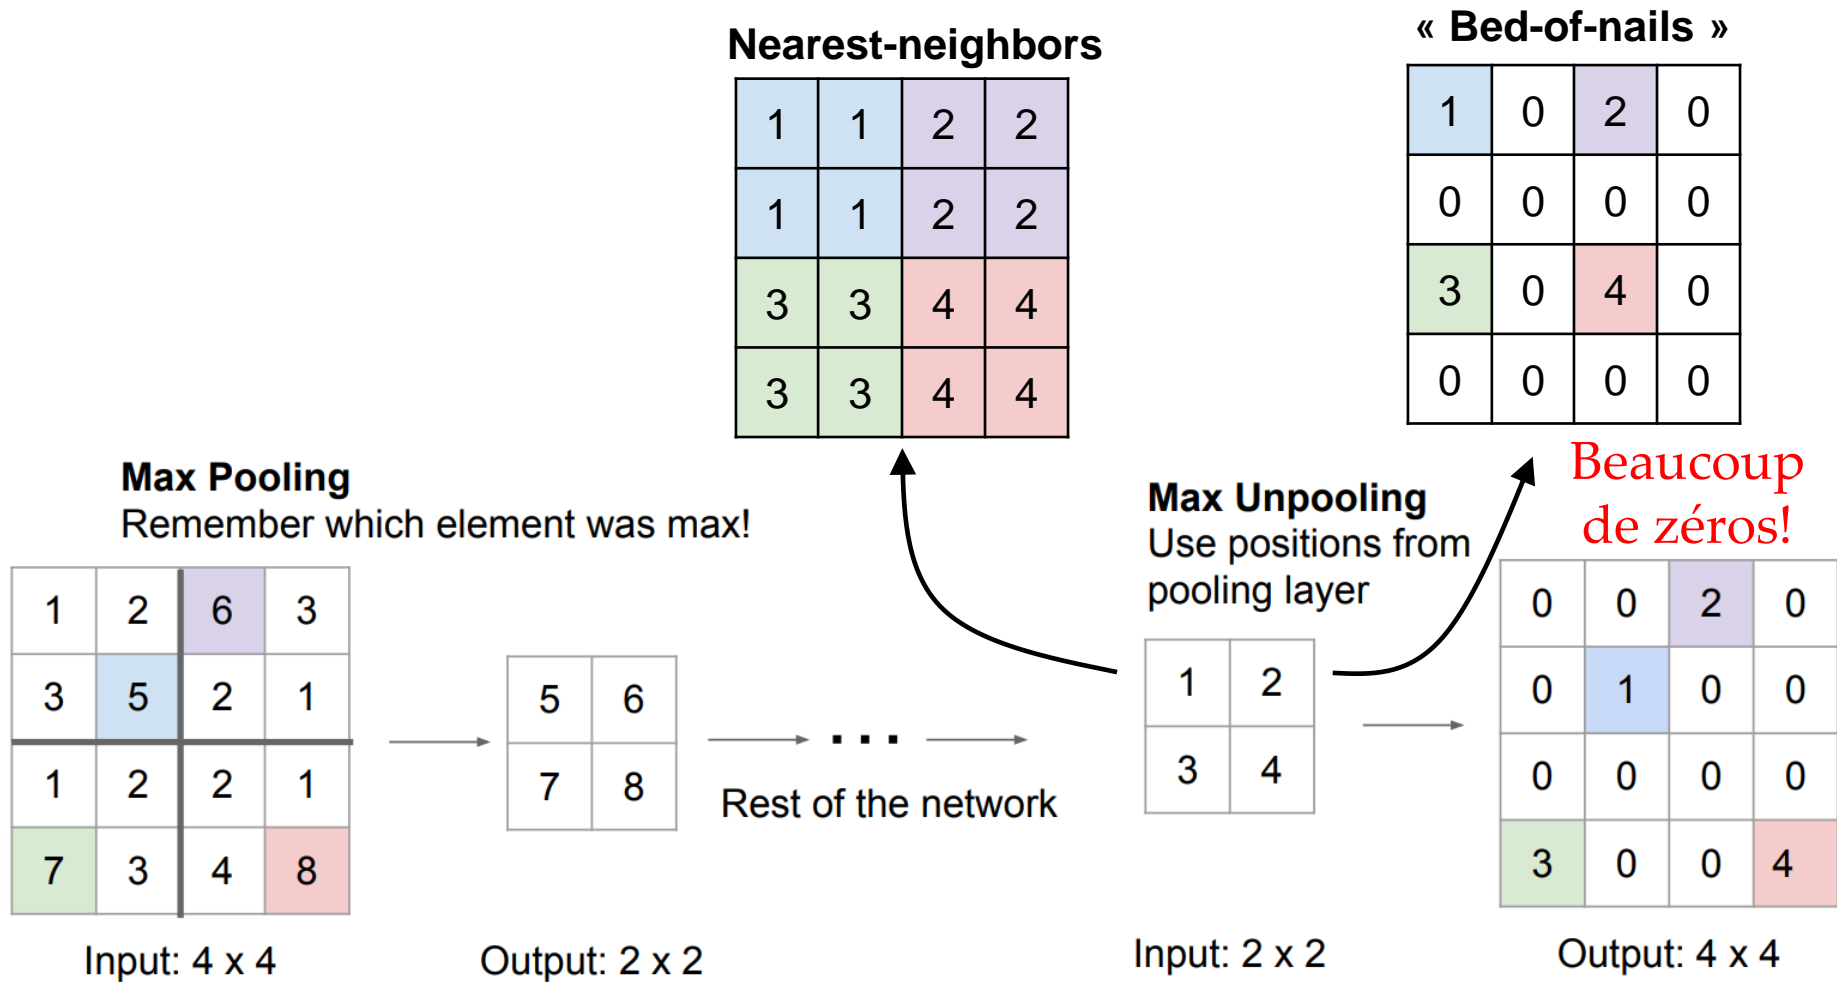 Nearest-neighbors
1 1 2 2
1 1 2 2
3 3 4 4
3 3 4 4
« Bed-of-nails »
1 0 2 0
0 0 0 0
3 0 4 0
0 0 0 0
Beaucoup
de zéros!
Max Pooling
Remember which element was max!
1 2 6 3
3 5 2 1
1 2 2 1
7 3 4 8
Input: 4 x 4
5 6
7 8
Output: 2 x 2
...
Rest of the network
Max Unpooling
Use positions from
pooling layer
1 2
3 4
Input: 2 x 2
0 0 2 0
0 1 0 0
0 0 0 0
3 0 0 4
Output: 4 x 4